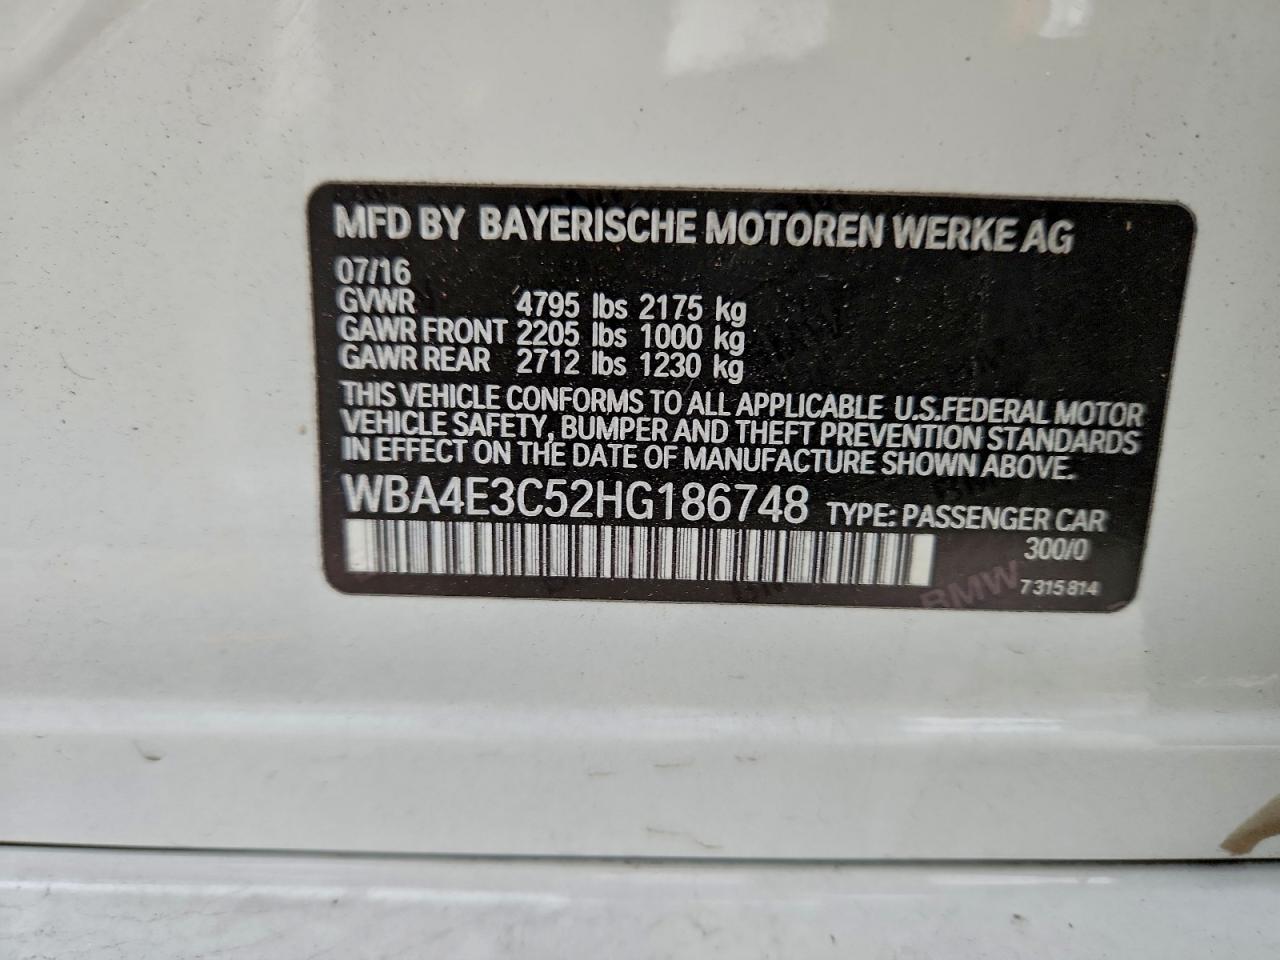 MFD BY BAYERISCHE MOTOREN WERKE AG
07/16
GVWR 4795 lbs 2175 kg
GAWR FRONT 2205 lbs 1000 kg
GAWR REAR 2712 lbs 1230 kg
THIS VEHICLE CONFORMS TO ALL APPLICABLE U.S.FEDERAL MOTOR
VEHICLE SAFETY, BUMPER AND THEFT PREVENTION STANDARDS
IN EFFECT ON THE DATE OF MANUFACTURE SHOWN ABOVE.
WBA4E3C52HG186748 TYPE: PASSENGER CAR
300/0
BMW 7 315 814